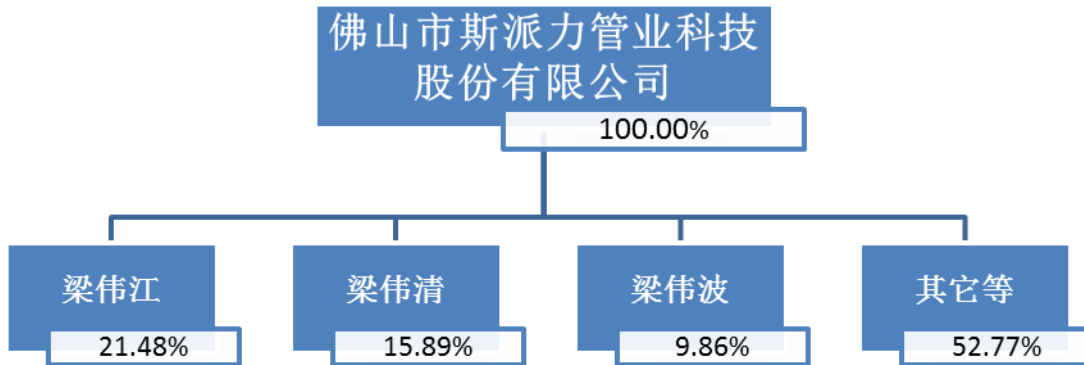 佛山市斯派力管业科技
股份有限公司
100.00%
梁伟江
梁伟清
梁伟波
其它等
21.48%
15.89%
9.86%
52.77%